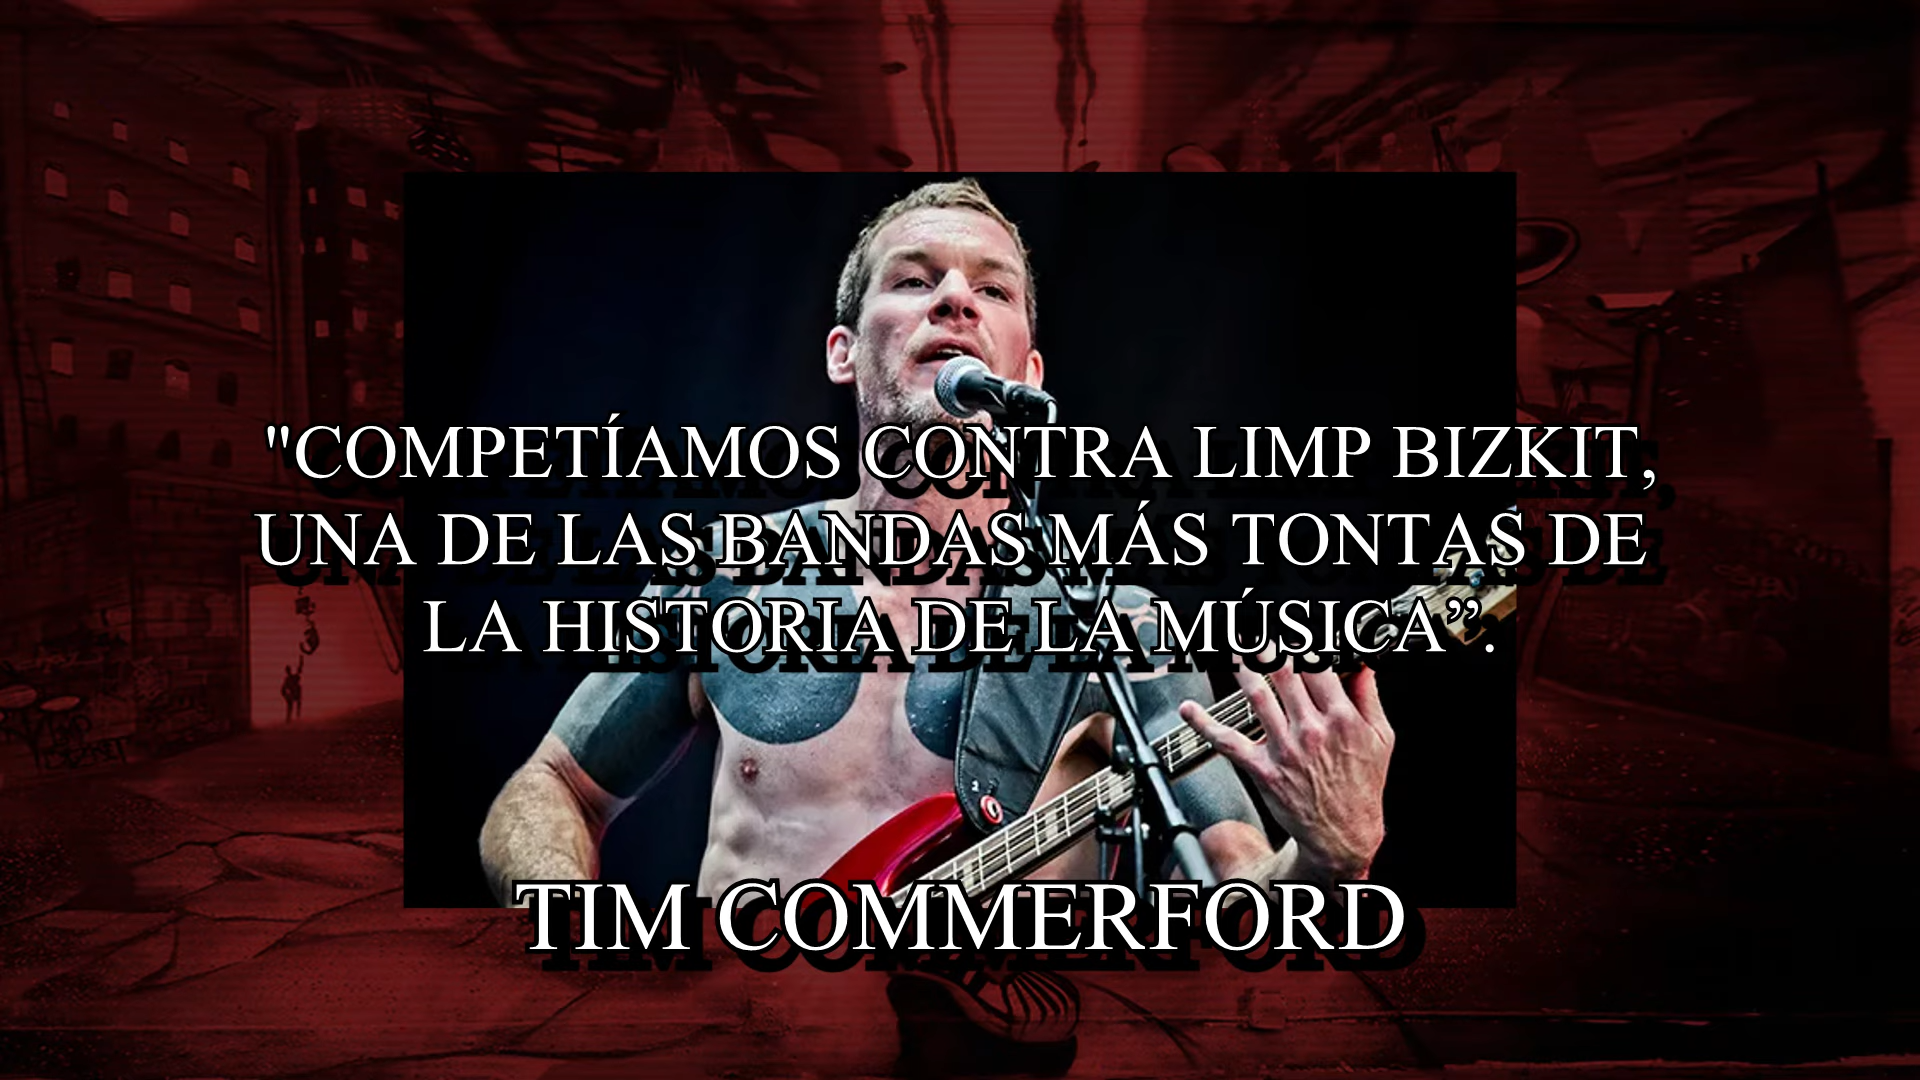 "COMPETÍAMOS CONTRA LIMP BIZKIT,
UNA DE LAS BANDAS MÁS TONTAS DE
LA HISTORIA DE LA MÚSICA”.
TIM COMMERFORD